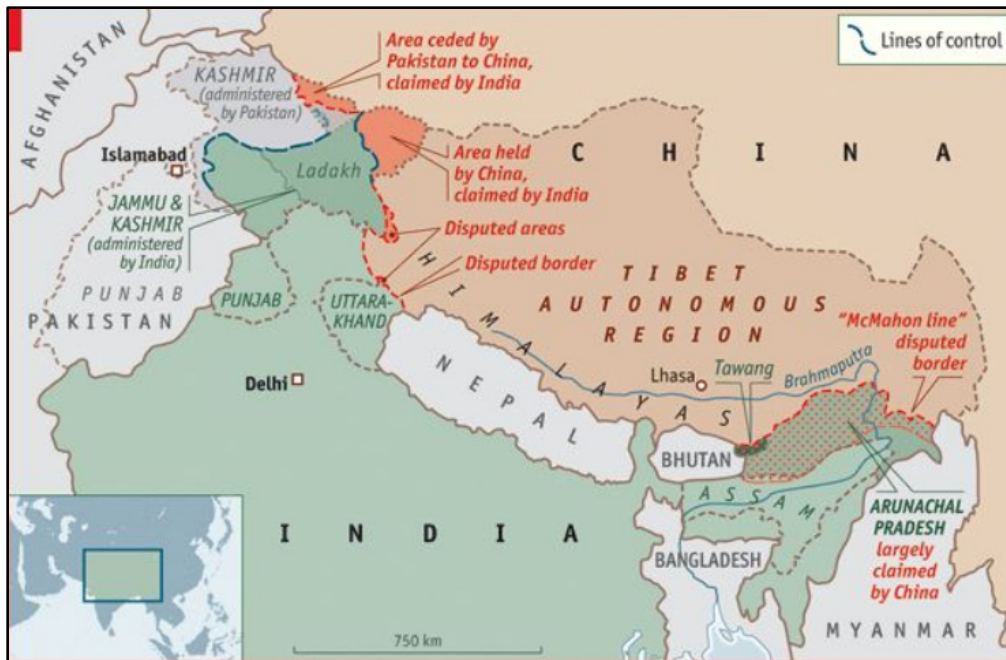 Lines of control
Area ceded by
Pakistan to China,
claimed by India
KASHMIR
(administered
by Pakistan)
AFGHANISTAN
Islamabad
Ladakh
Area held
by China,
claimed by India
CHINA
JAMMU &
KASHMIR
(administered
by India)
Disputed areas
Disputed border
PUNJAB
PAKISTAN
PUNJAB
UTTARA-
KHAND
HIMALAYAS
TIBET
AUTONOMOUS
REGION
"McMahon line"
disputed
border
Delhi
NEPAL
Lhasa
Tawang
Brahmaputra
BHUTAN
ASSAM
ARUNACHAL
PRADESH
largely
claimed
by China
INDIA
BANGLADESH
MYANMAR
750 km